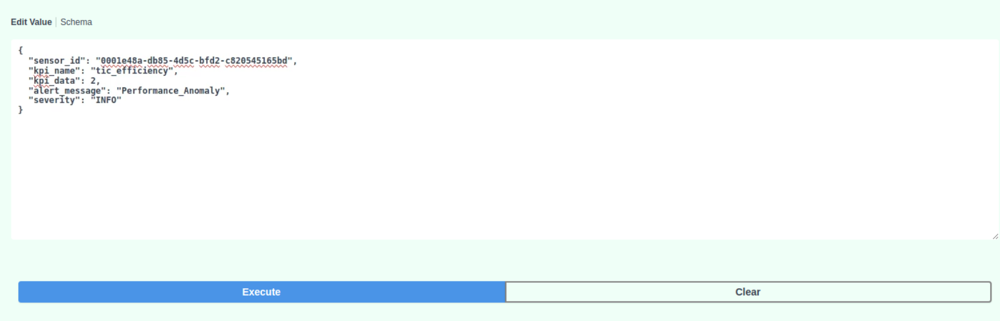 Edit Value | Schema
{
  "sensor_id": "0001e48a-db85-4d5c-bfd2-c820545165bd",
  "kpi_name": "tic_efficiency",
  "kpi_data": 2,
  "alert_message": "Performance_Anomaly",
  "severity": "INFO"
}
Execute
Clear